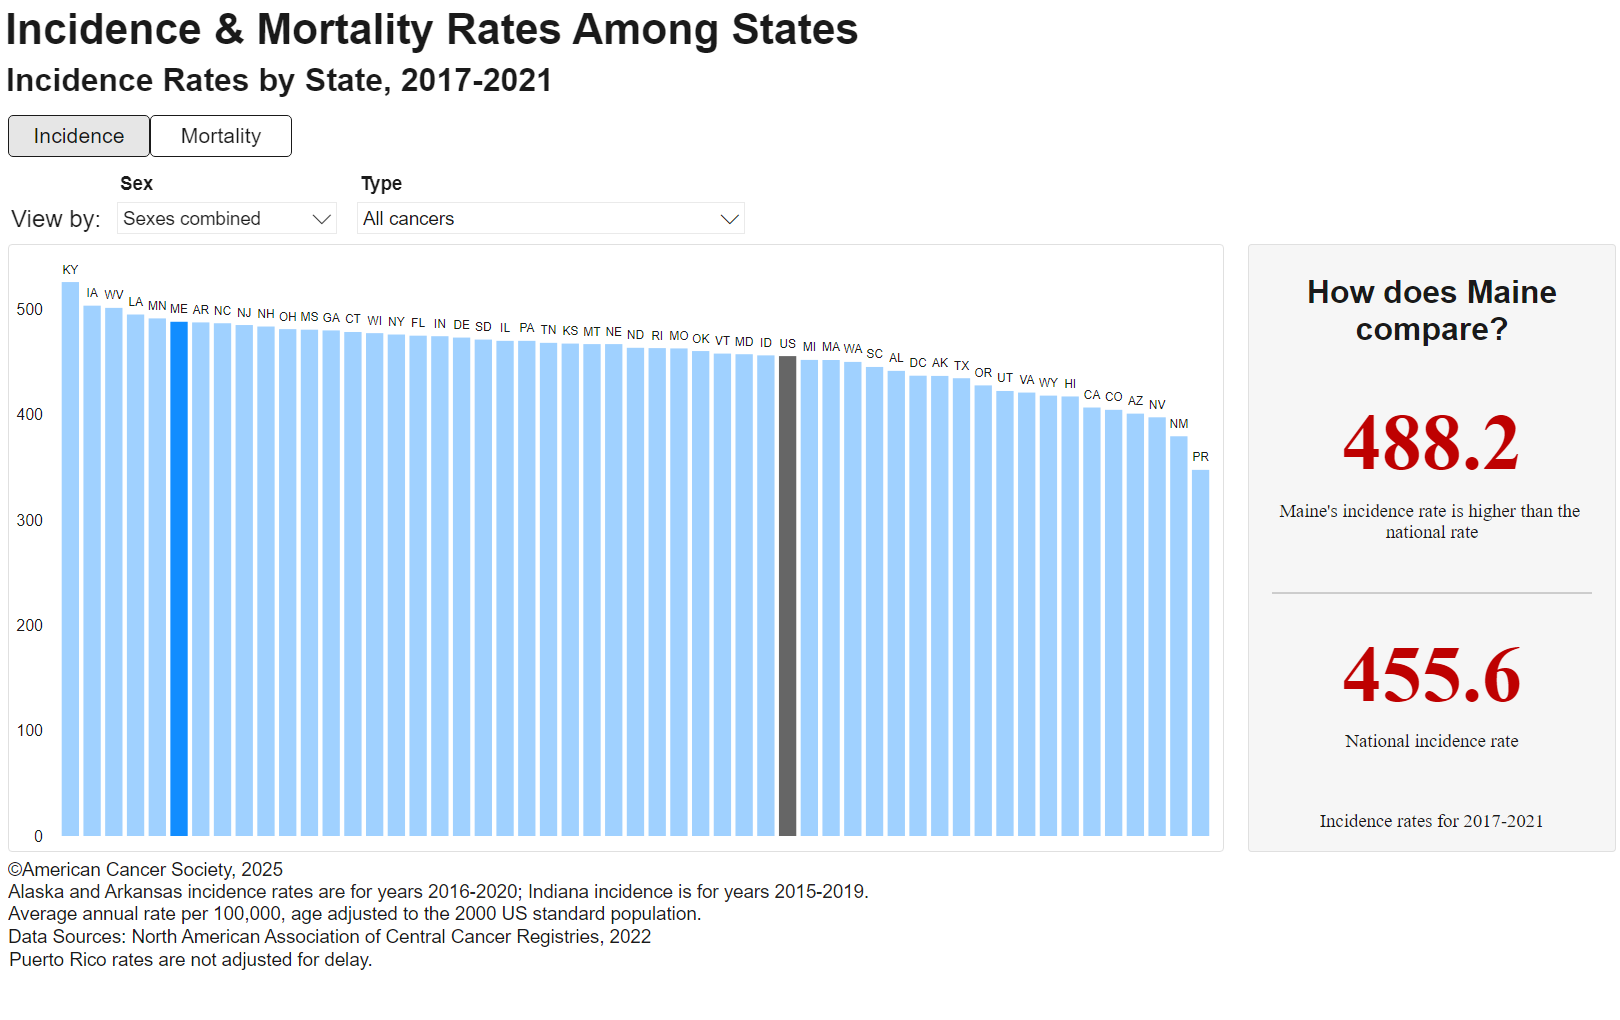 Incidence & Mortality Rates Among States
Incidence Rates by State, 2017-2021
Incidence
Mortality
Sex
Type
View by:
Sexes combined
All cancers
500
400
300
200
100
0
KY
IA
WV
LA
MN
ME
AR
NC
NJ
NH
OH
MS
GA
CT
WI
NY
FL
IN
DE
SD
IL
PA
TN
KS
MT
NE
ND
RI
MO
OK
VT
MD
ID
US
MI
MA
WA
SC
AL
DC
AK
TX
OR
UT
VA
WY
HI
CA
CO
AZ
NV
NM
PR
How does Maine
compare?
488.2
Maine's incidence rate is higher than the
national rate
455.6
National incidence rate
Incidence rates for 2017-2021
©American Cancer Society, 2025
Alaska and Arkansas incidence rates are for years 2016-2020; Indiana incidence is for years 2015-2019.
Average annual rate per 100,000, age adjusted to the 2000 US standard population.
Data Sources: North American Association of Central Cancer Registries, 2022
Puerto Rico rates are not adjusted for delay.